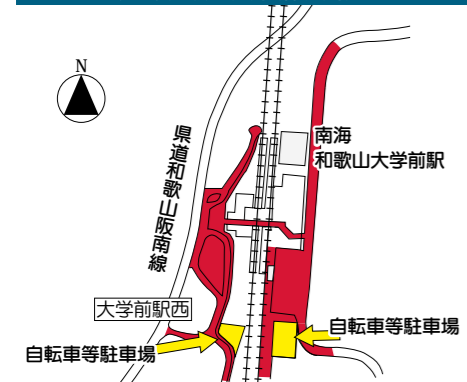 N
南海
和歌山大学前駅
県道和歌山阪南線
大学前駅西
自転車等駐車場
自転車等駐車場